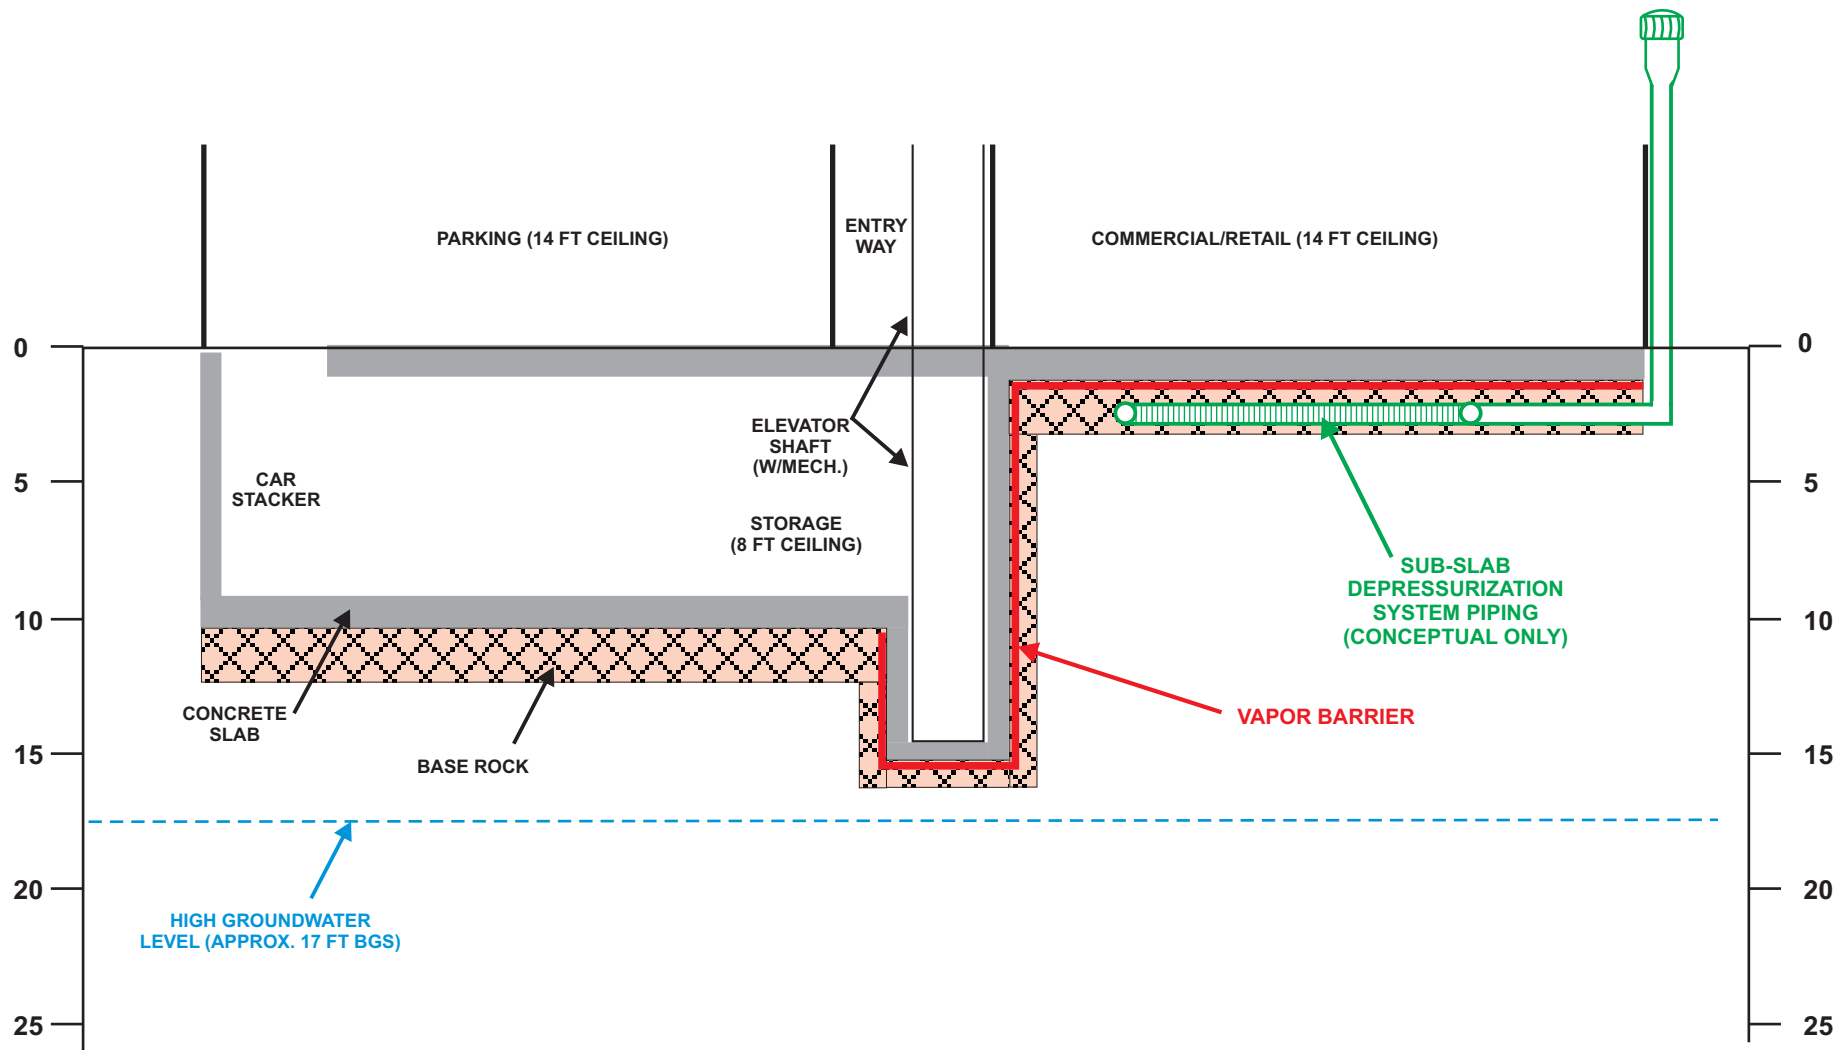 PARKING (14 FT CEILING)
ENTRY
WAY
COMMERCIAL/RETAIL (14 FT CEILING)
0
0
ELEVATOR
SHAFT
(W/MECH.)
CAR
STACKER
5
5
STORAGE
(8 FT CEILING)
SUB-SLAB
DEPRESSURIZATION
SYSTEM PIPING
(CONCEPTUAL ONLY)
10
10
CONCRETE
SLAB
VAPOR BARRIER
BASE ROCK
15
15
20
20
HIGH GROUNDWATER
LEVEL (APPROX. 17 FT BGS)
25
25